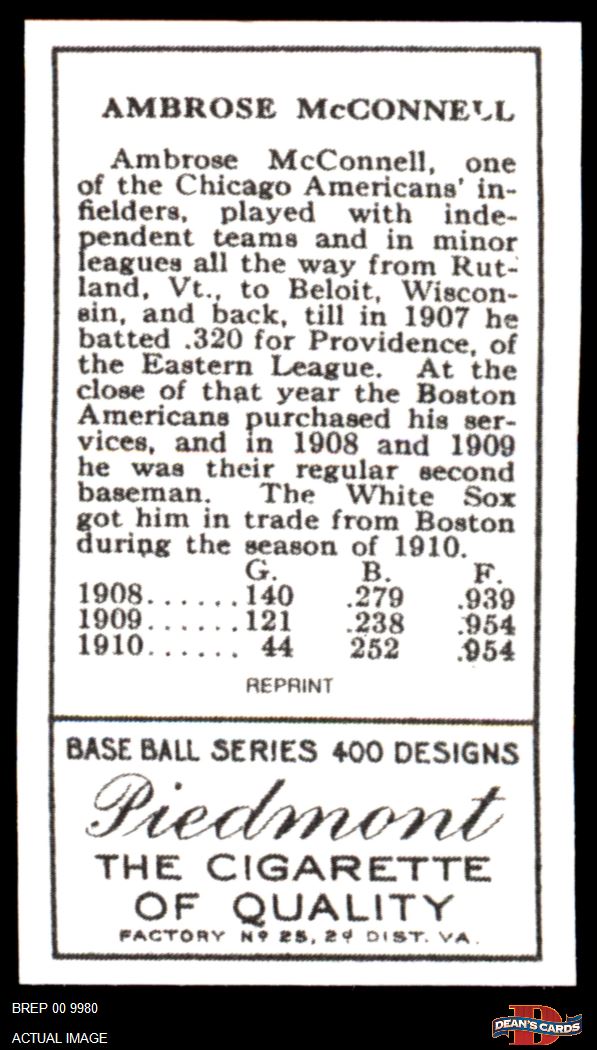 AMBROSE McCONNELL
Ambrose McConnell, one
of the Chicago Americans' in-
fielders, played with inde-
pendent teams and in minor
leagues all the way from Rut-
land, Vt., to Beloit, Wiscon-
sin, and back, till in 1907 he
batted .320 for Providence, of
the Eastern League. At the
close of that year the Boston
Americans purchased his ser-
vices, and in 1908 and 1909
he was their regular second
baseman. The White Sox
got him in trade from Boston
during the season of 1910.
G. B. F.
1908......140 .279 .939
1909......121 .238 .954
1910...... 44 252 .954
REPRINT
BASE BALL SERIES 400 DESIGNS
Piedmont
THE CIGARETTE
OF QUALITY
FACTORY Nº 25, 2d DIST. VA.
BREP 00 9980
ACTUAL IMAGE
D
DEAN'S CARDS